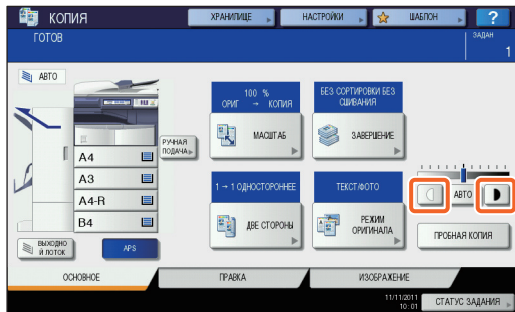 КОПИЯ
ХРАНИЛИЩЕ
НАСТРОЙКИ
ШАБЛОН
?
ГОТОВ
ЗАДАН
1
АВТО
100 %
ОРИГ → КОПИЯ
БЕЗ СОРТИРОВКИ БЕЗ
СШИВАНИЯ
МАСШТАБ
ЗАВЕРШЕНИЕ
РУЧНАЯ
ПОДАЧА
A4
A3
A4-R
B4
1 → 1 ОДНОСТОРОННЕЕ
ТЕКСТ/ФОТО
АВТО
ДВЕ СТОРОНЫ
РЕЖИМ
ОРИГИНАЛА
ПРОБНАЯ КОПИЯ
ВЫХОДНО
Й ЛОТОК
APS
ОСНОВНОЕ
ПРАВКА
ИЗОБРАЖЕНИЕ
11/11/2011
10:01
СТАТУС ЗАДАНИЯ